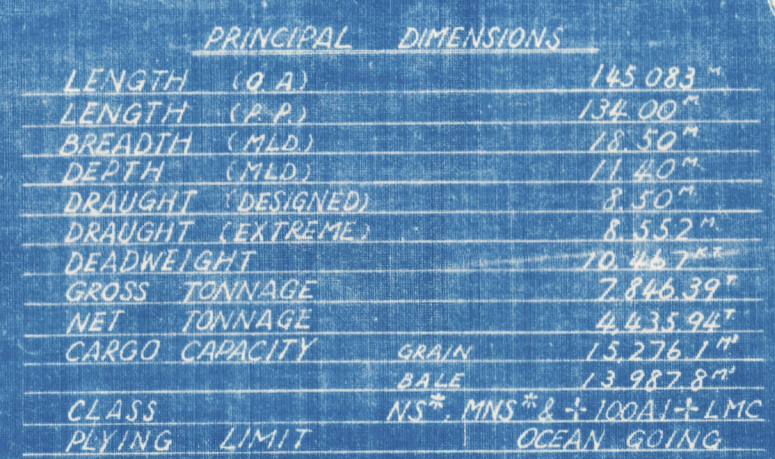 PRINCIPAL DIMENSIONS
LENGTH (O.A) 145.083 M
LENGTH (P.P.) 134.00 M
BREADTH (MLD.) 18.50 M
DEPTH (MLD.) 11.40 M
DRAUGHT (DESIGNED) 8.50 M
DRAUGHT (EXTREME) 8.552 M
DEADWEIGHT 10.467 K.T.
GROSS TONNAGE 7,846.39 T
NET TONNAGE 4,435.94 T
CARGO CAPACITY GRAIN 15,276.1 M³
BALE 13,987.8 M³
CLASS NS*, MNS* & ✢ 100A1 ✢ LMC
PLYING LIMIT OCEAN GOING